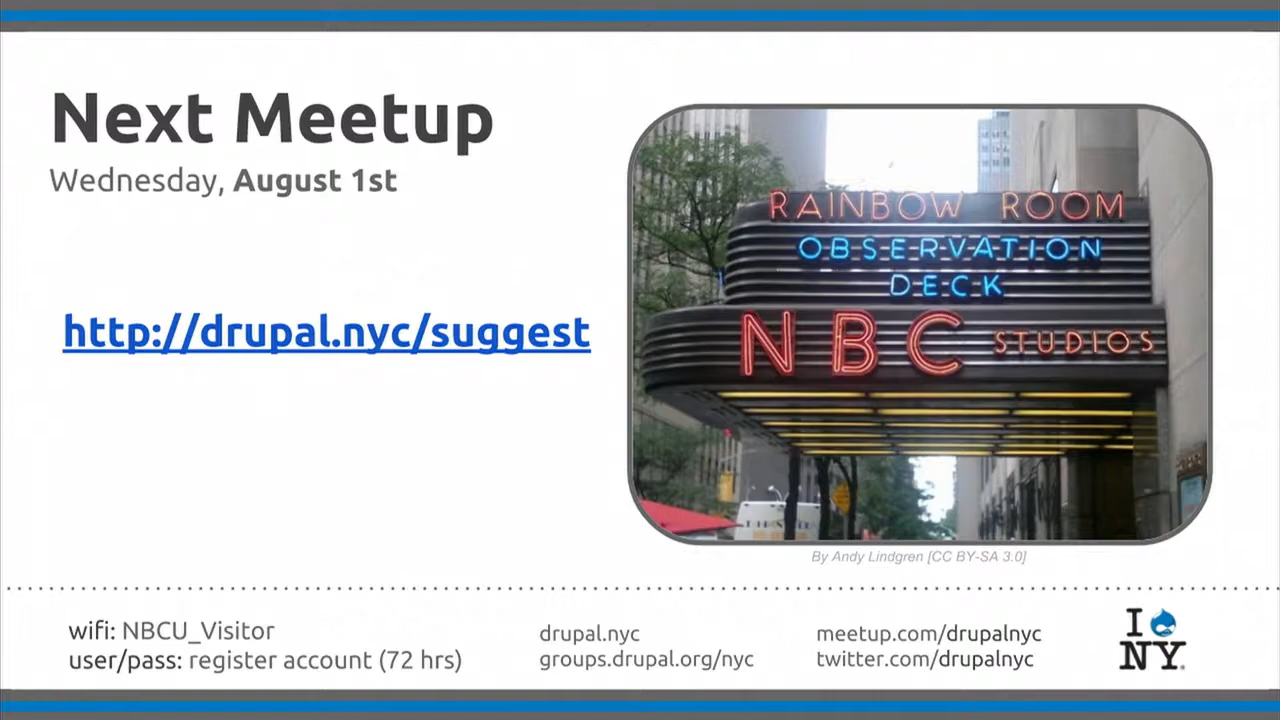 Next Meetup
Wednesday, August 1st
http://drupal.nyc/suggest
RAINBOW ROOM
OBSERVATION
DECK
NBC STUDIOS
By Andy Lindgren [CC BY-SA 3.0]
wifi: NBCU_Visitor
user/pass: register account (72 hrs)
drupal.nyc
groups.drupal.org/nyc
meetup.com/drupalnyc
twitter.com/drupalnyc
I
NY